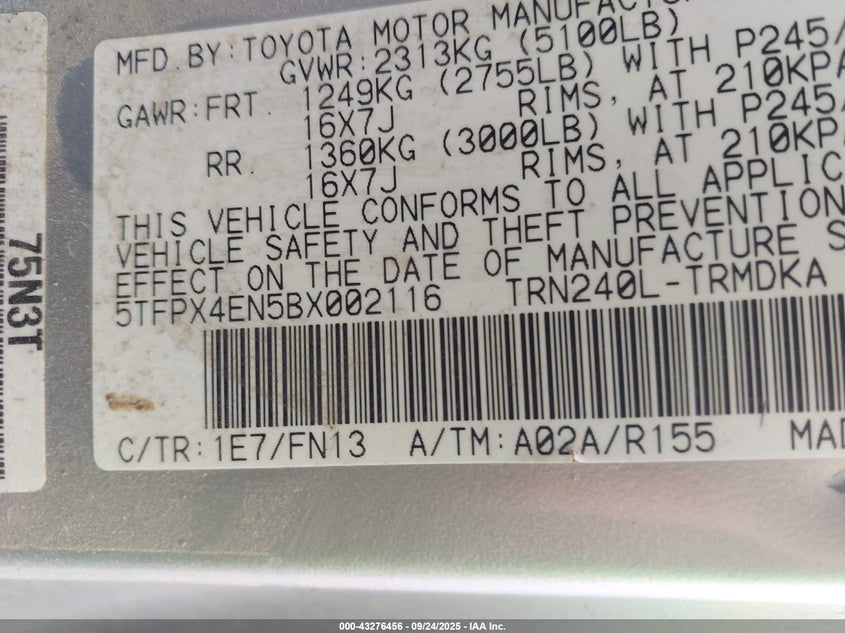 MFD.BY:TOYOTA MOTOR MANUFACTUR
GVWR:2313KG (5100LB)
GAWR:FRT. 1249KG (2755LB) WITH P245/
16X7J RIMS, AT 210KPA
RR. 1360KG (3000LB) WITH P245/
16X7J RIMS, AT 210KPA
THIS VEHICLE CONFORMS TO ALL APPLIC
VEHICLE SAFETY AND THEFT PREVENTION
EFFECT ON THE DATE OF MANUFACTURE S
5TFPX4EN5BX002116 TRN240L-TRMDKA
C/TR:1E7/FN13 A/TM:A02A/R155 MAD
75N3T
000-43276456 - 09/24/2025 - IAA Inc.